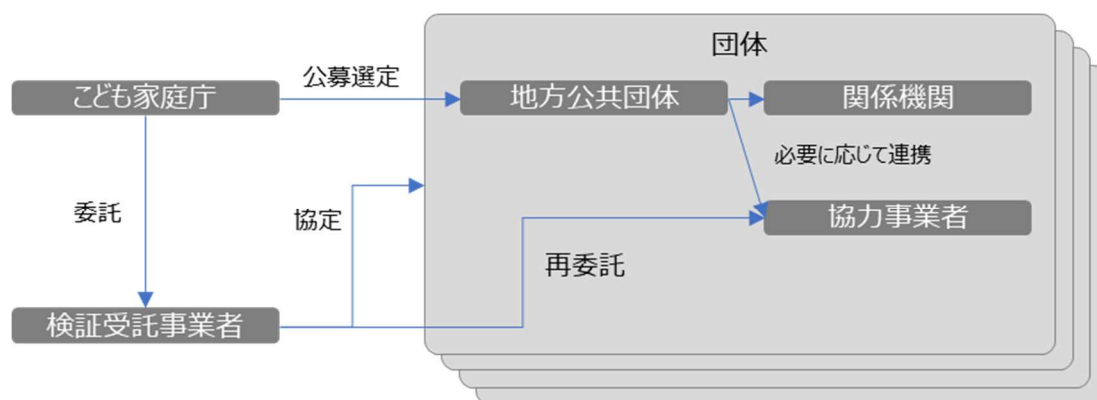 団体
こども家庭庁
公募選定
地方公共団体
関係機関
必要に応じて連携
委託
協定
協力事業者
再委託
検証受託事業者